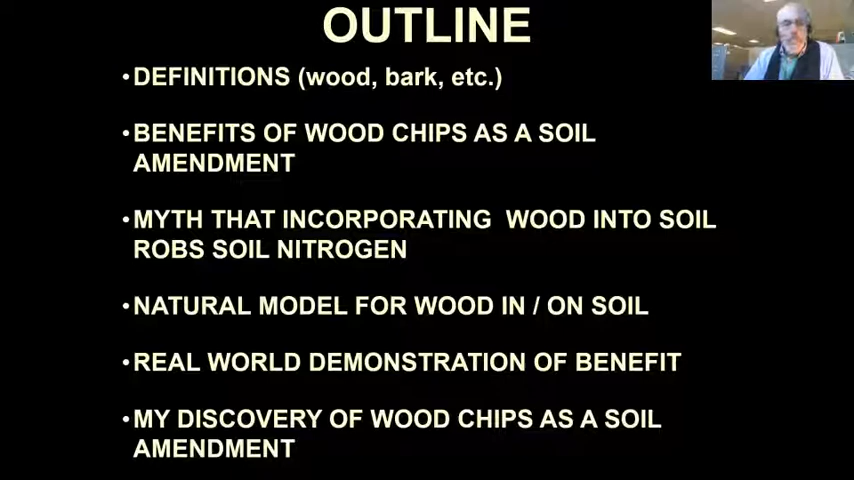 OUTLINE
•DEFINITIONS (wood, bark, etc.)
•BENEFITS OF WOOD CHIPS AS A SOIL
AMENDMENT
•MYTH THAT INCORPORATING WOOD INTO SOIL
ROBS SOIL NITROGEN
•NATURAL MODEL FOR WOOD IN / ON SOIL
•REAL WORLD DEMONSTRATION OF BENEFIT
•MY DISCOVERY OF WOOD CHIPS AS A SOIL
AMENDMENT